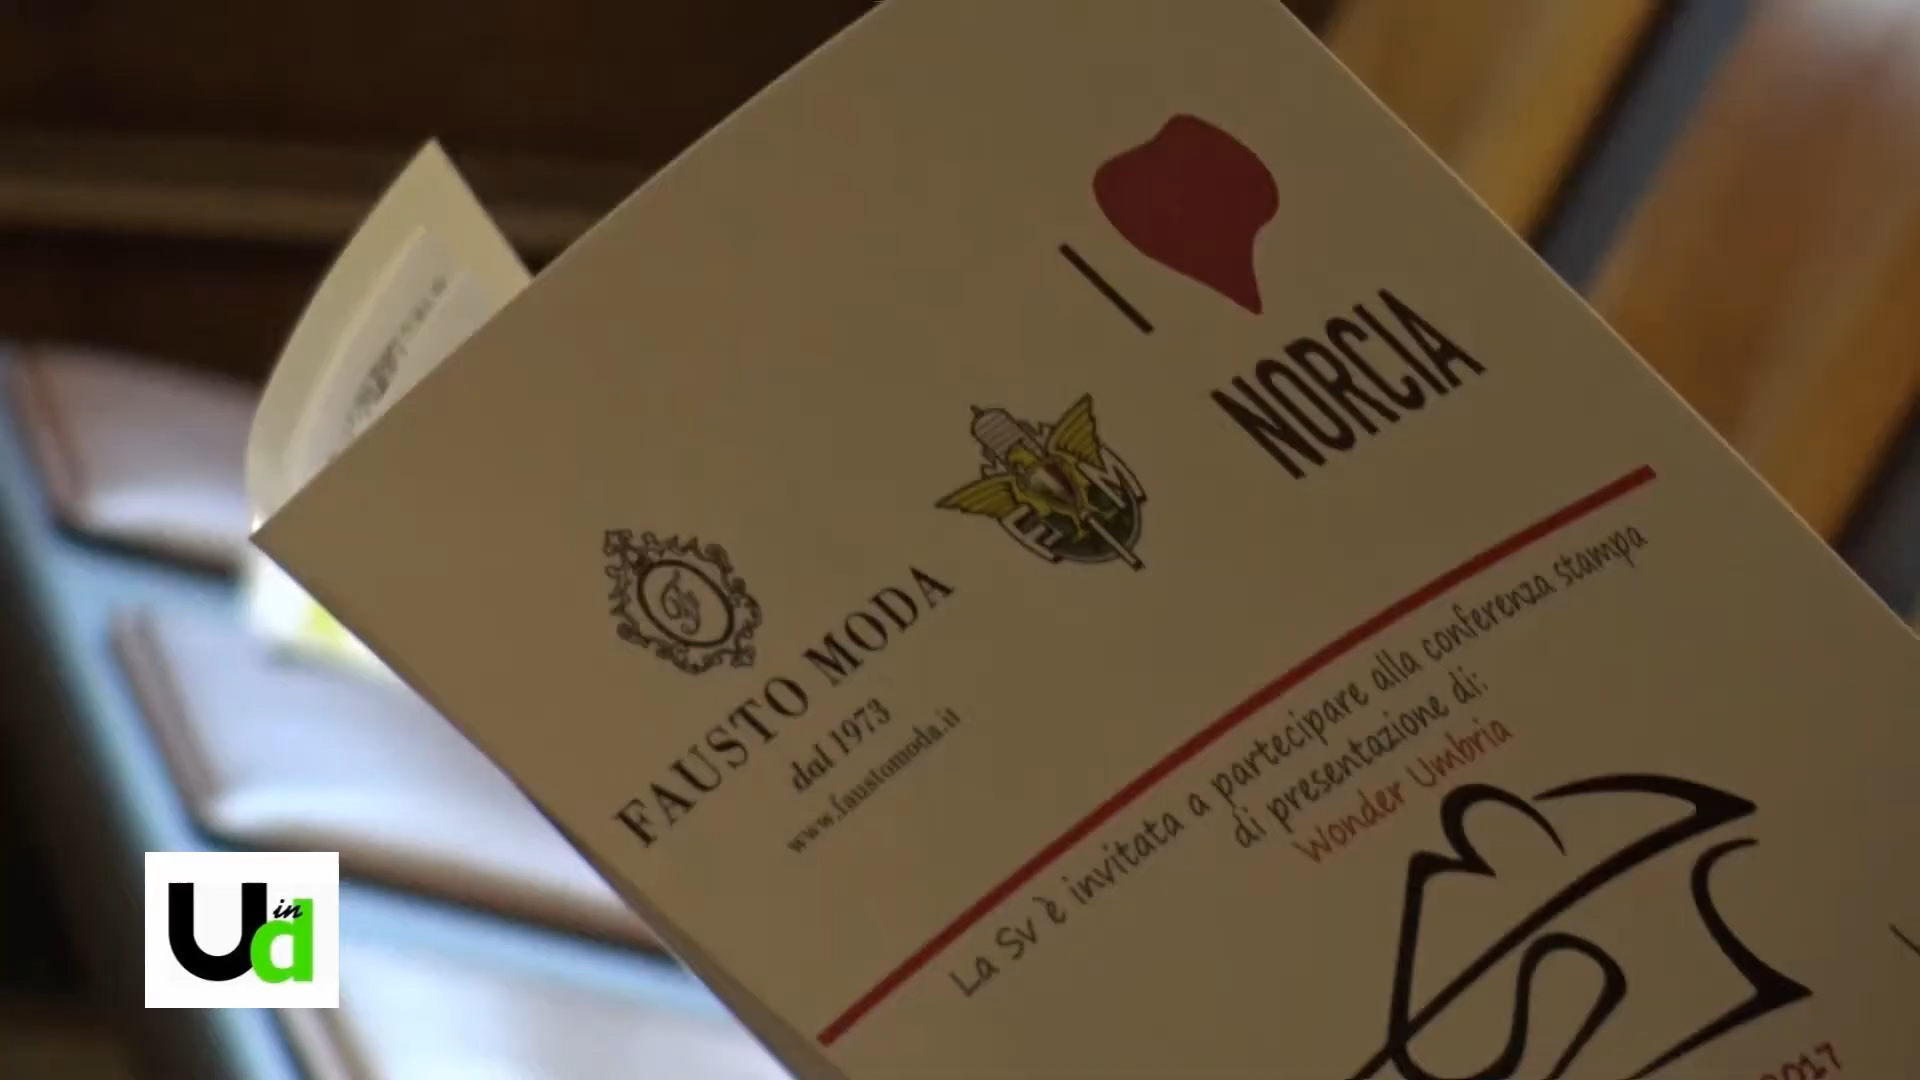 I
NORCIA
E M
FAUSTO MODA
dal 1973
www.faustomoda.it
La Sv è invitata a partecipare alla conferenza stampa
di presentazione di:
Wonder Umbria
2017
U in d